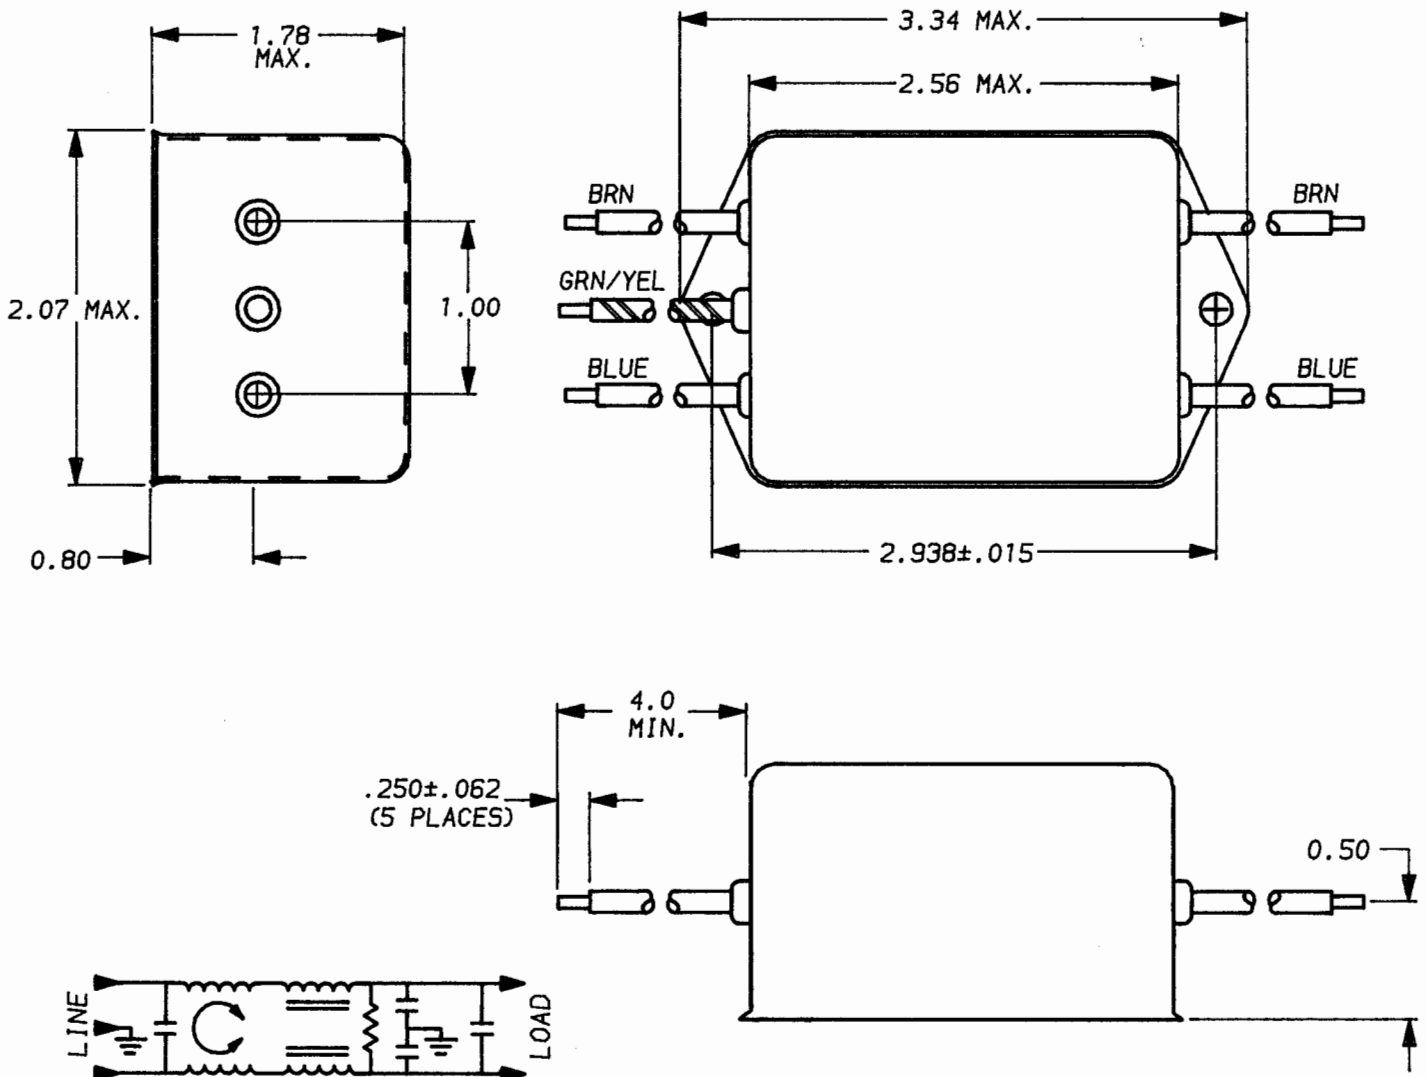 1.78
MAX.
3.34 MAX.
2.56 MAX.
2.07 MAX.
1.00
0.80
BRN
GRN/YEL
BLUE
BRN
BLUE
2.938±.015
4.0
MIN.
.250±.062
(5 PLACES)
0.50
LINE
LOAD